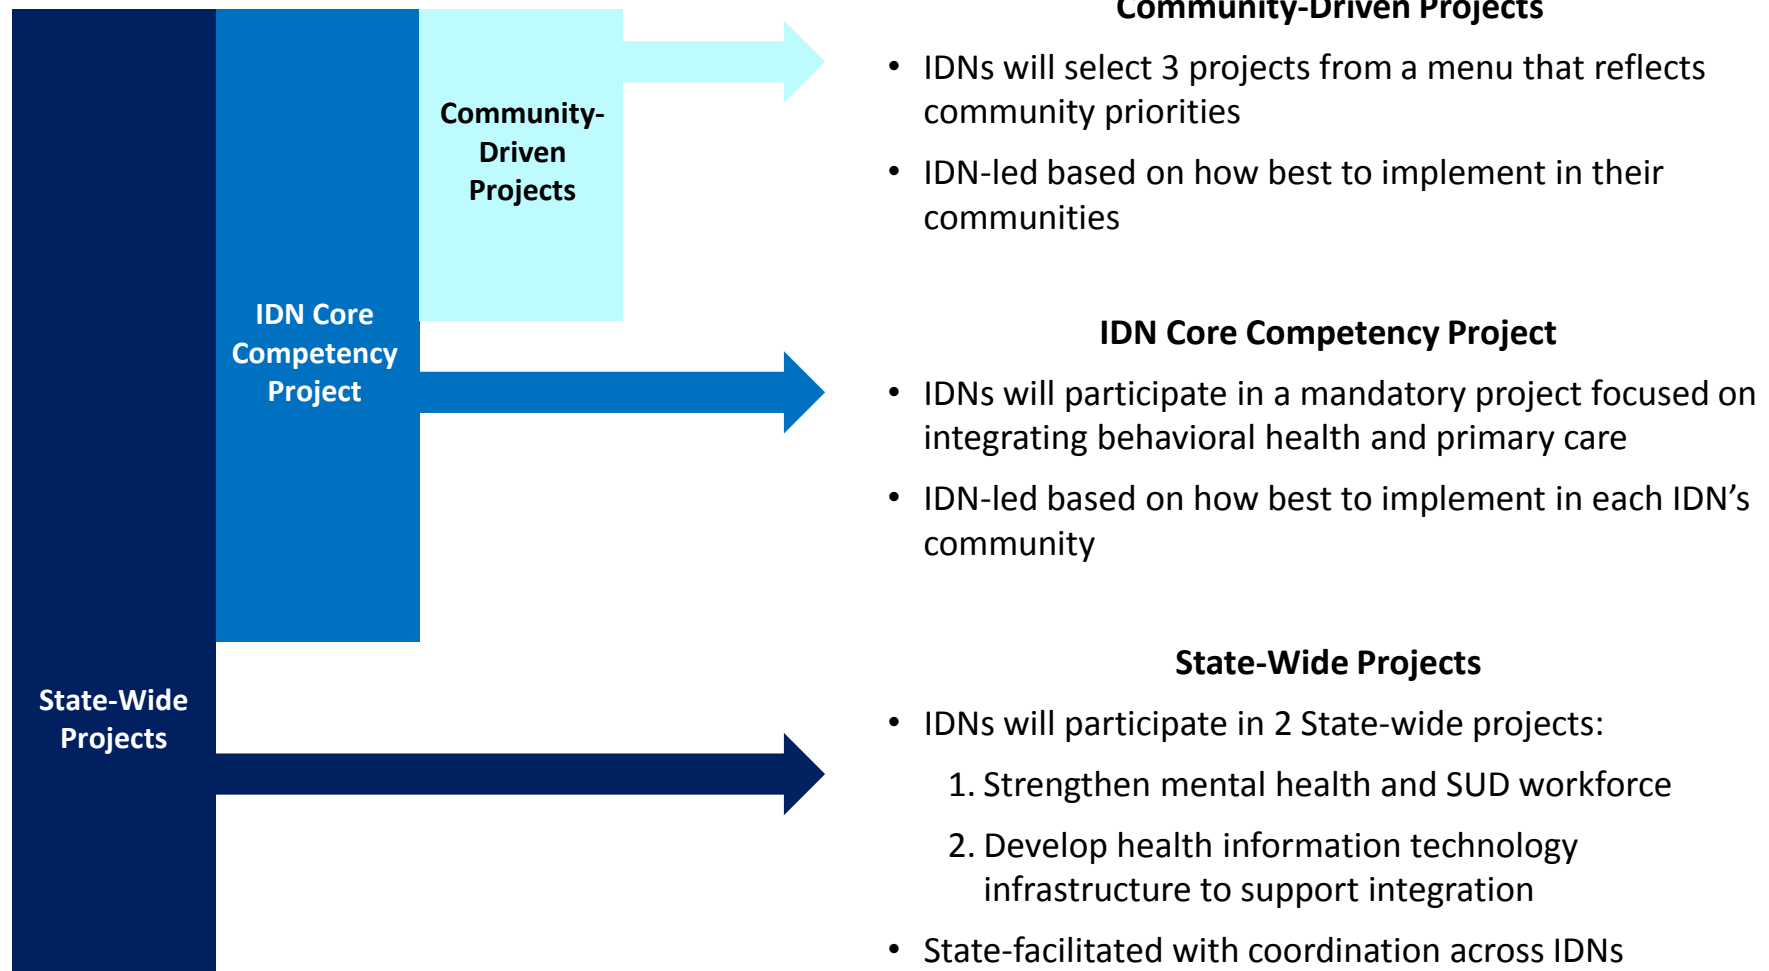 Community-Driven Projects
• IDNs will select 3 projects from a menu that reflects
community priorities
• IDN-led based on how best to implement in their
communities
Community-
Driven
Projects
IDN Core
Competency
Project
IDN Core Competency Project
• IDNs will participate in a mandatory project focused on
integrating behavioral health and primary care
• IDN-led based on how best to implement in each IDN’s
community
State-Wide
Projects
State-Wide Projects
• IDNs will participate in 2 State-wide projects:
1. Strengthen mental health and SUD workforce
2. Develop health information technology
infrastructure to support integration
• State-facilitated with coordination across IDNs